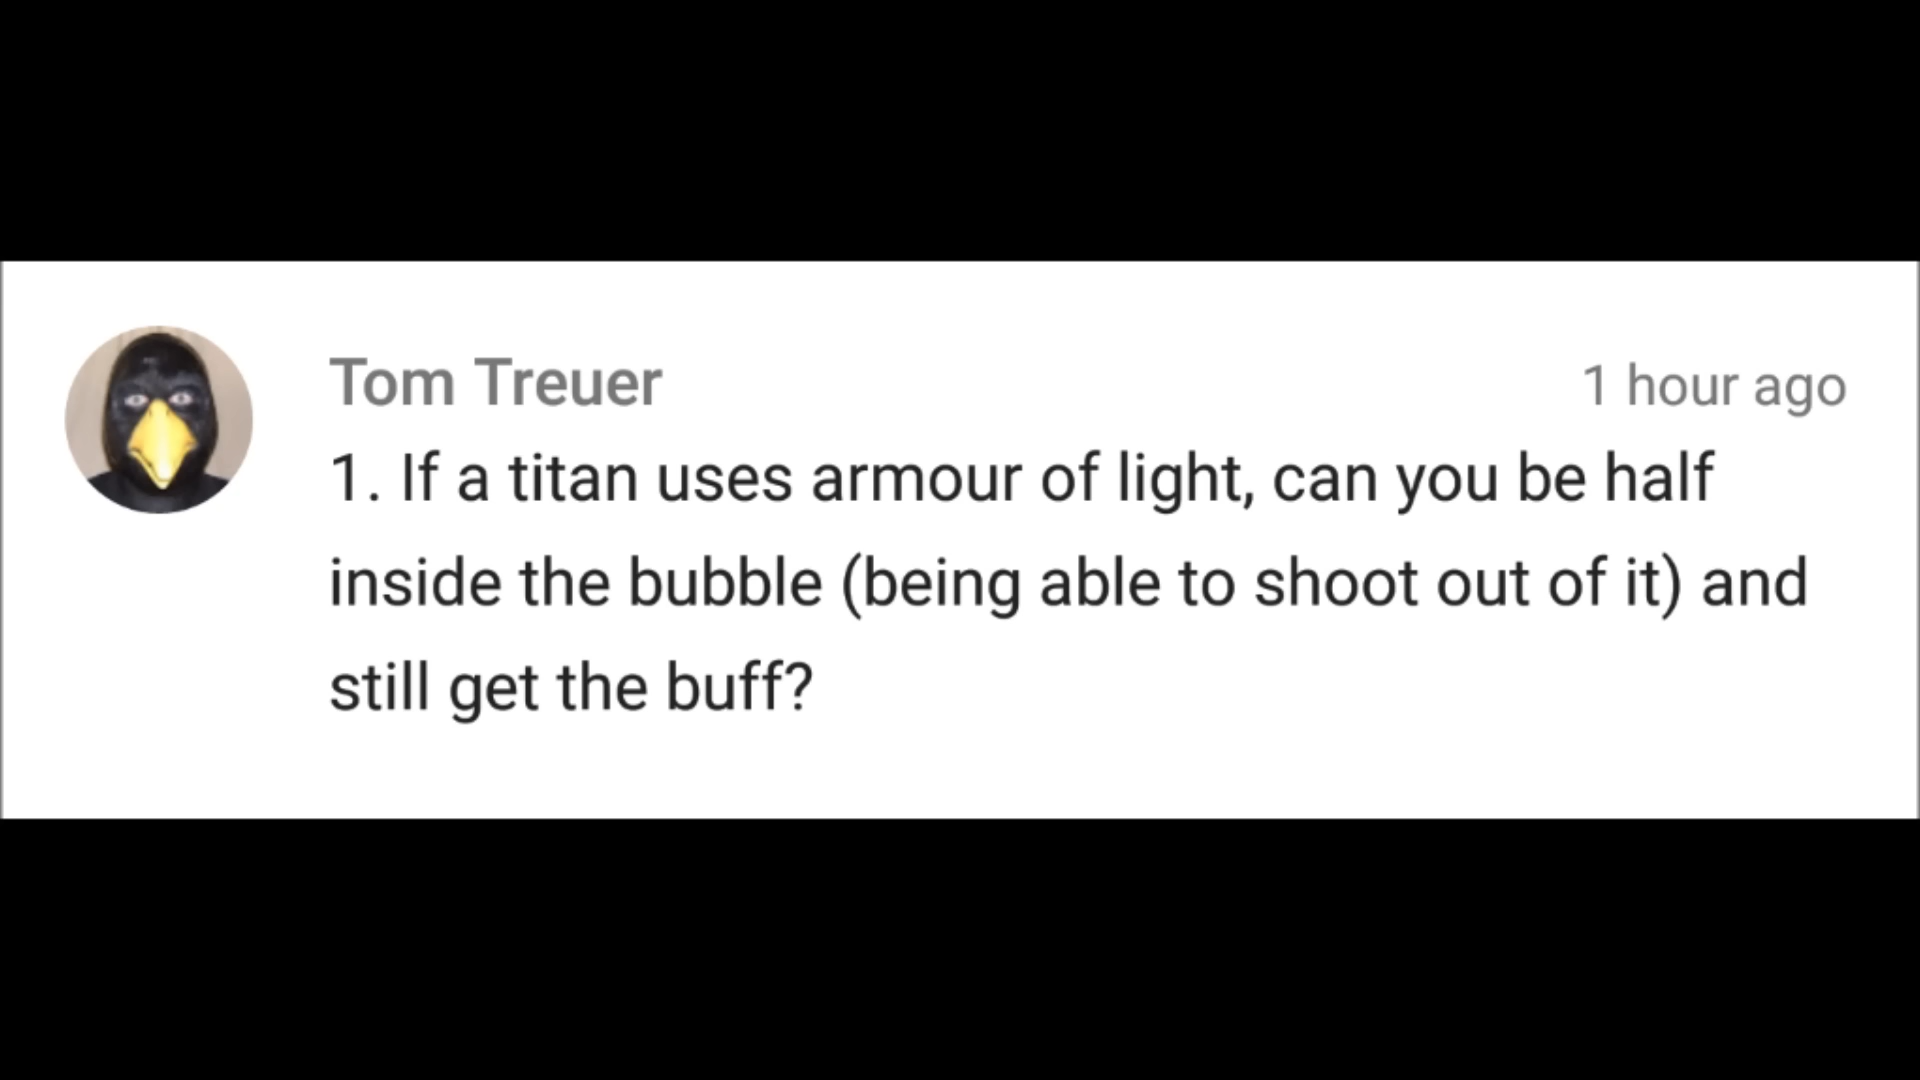 Tom Treuer
1 hour ago
1. If a titan uses armour of light, can you be half
inside the bubble (being able to shoot out of it) and
still get the buff?